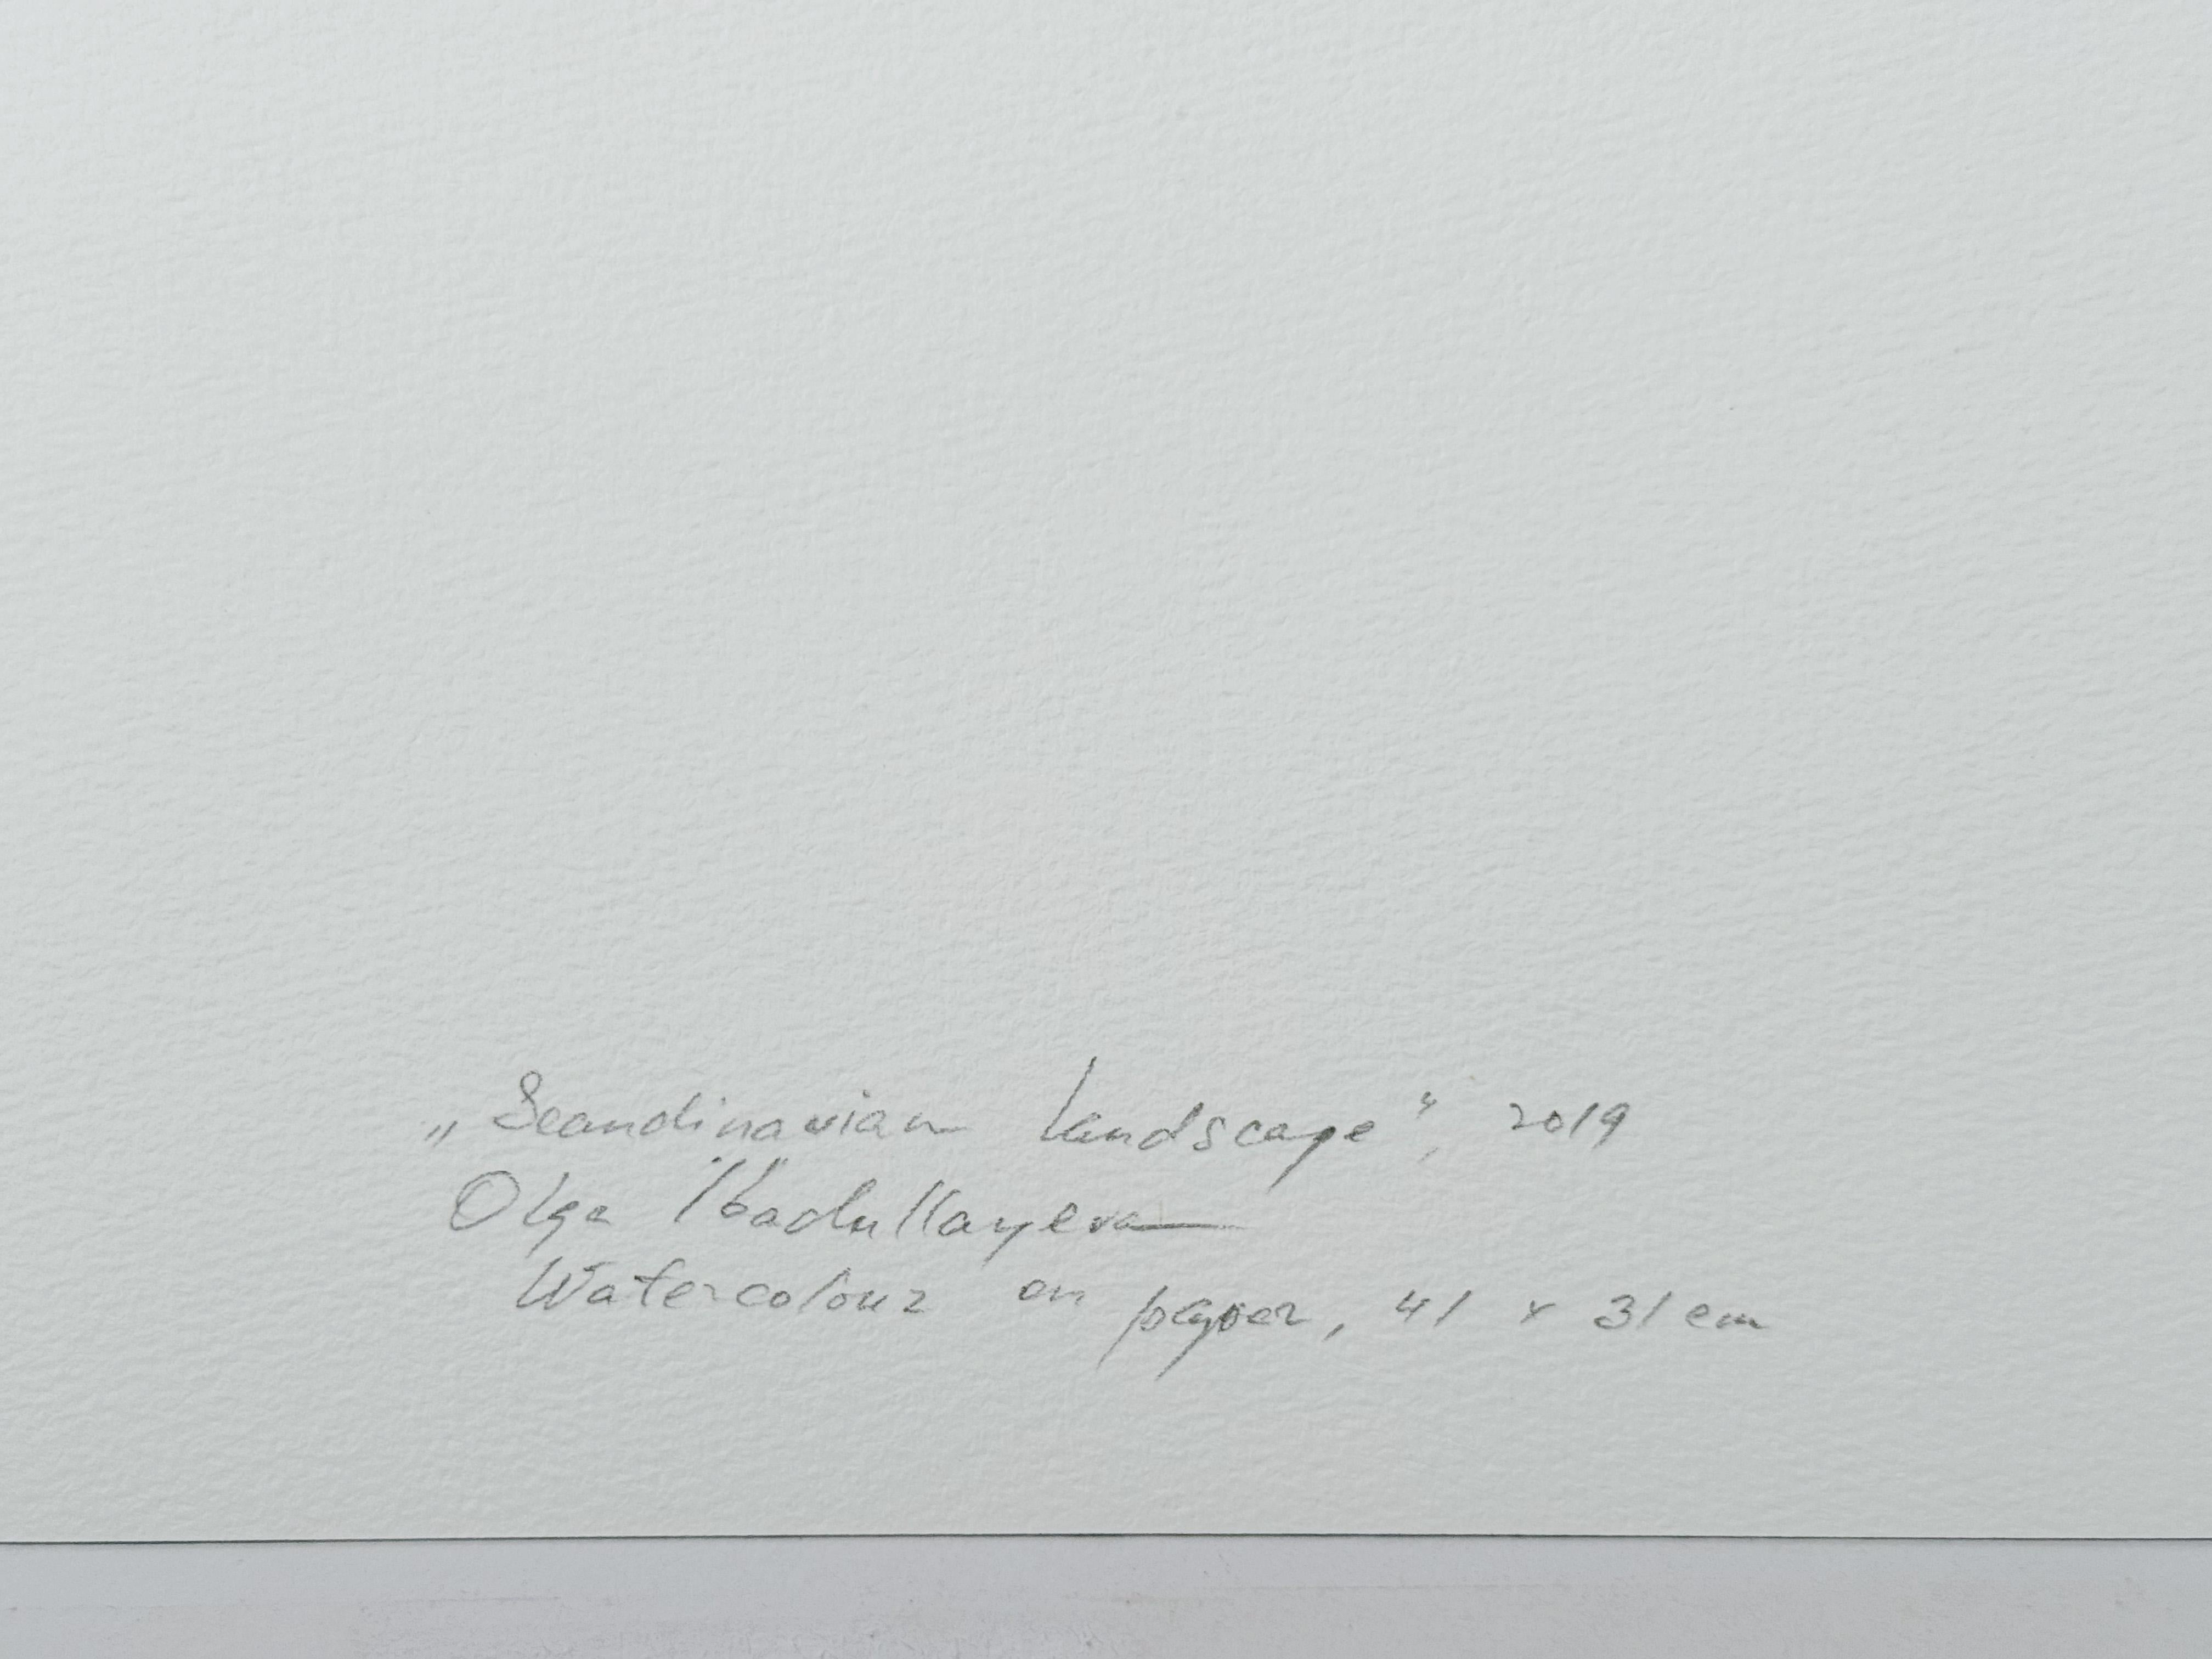 „Scandinavian Landscape“, 2019
Olga Ibadullayeva
Watercolour on paper, 41 x 31 cm